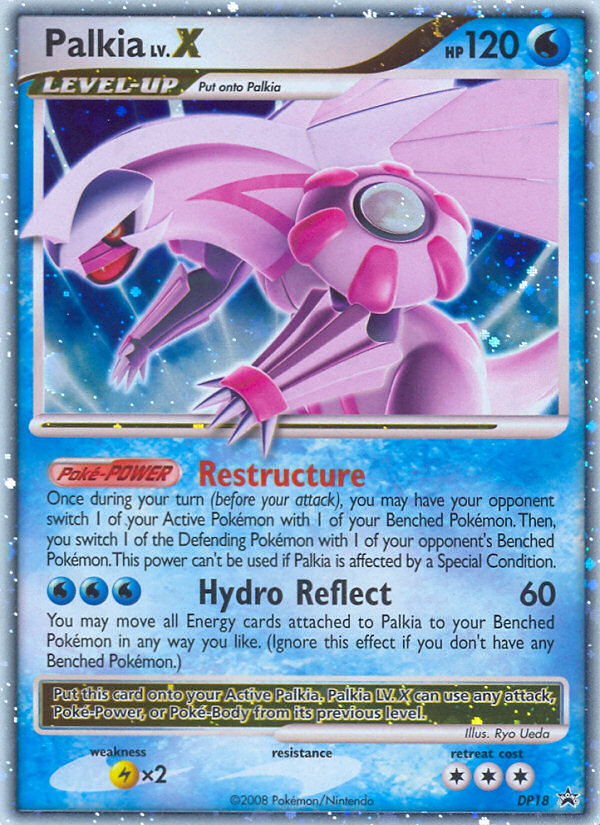 Palkia LV.X HP 120
LEVEL-UP Put onto Palkia
Poké-POWER Restructure
Once during your turn (before your attack), you may have your opponent
switch 1 of your Active Pokémon with 1 of your Benched Pokémon. Then,
you switch 1 of the Defending Pokémon with 1 of your opponent's Benched
Pokémon. This power can't be used if Palkia is affected by a Special Condition.
Hydro Reflect 60
You may move all Energy cards attached to Palkia to your Benched
Pokémon in any way you like. (Ignore this effect if you don't have any
Benched Pokémon.)
Put this card onto your Active Palkia. Palkia LV.X can use any attack,
Poké-Power, or Poké-Body from its previous level.
Illus. Ryo Ueda
weakness resistance retreat cost
×2
©2008 Pokémon/Nintendo DP18